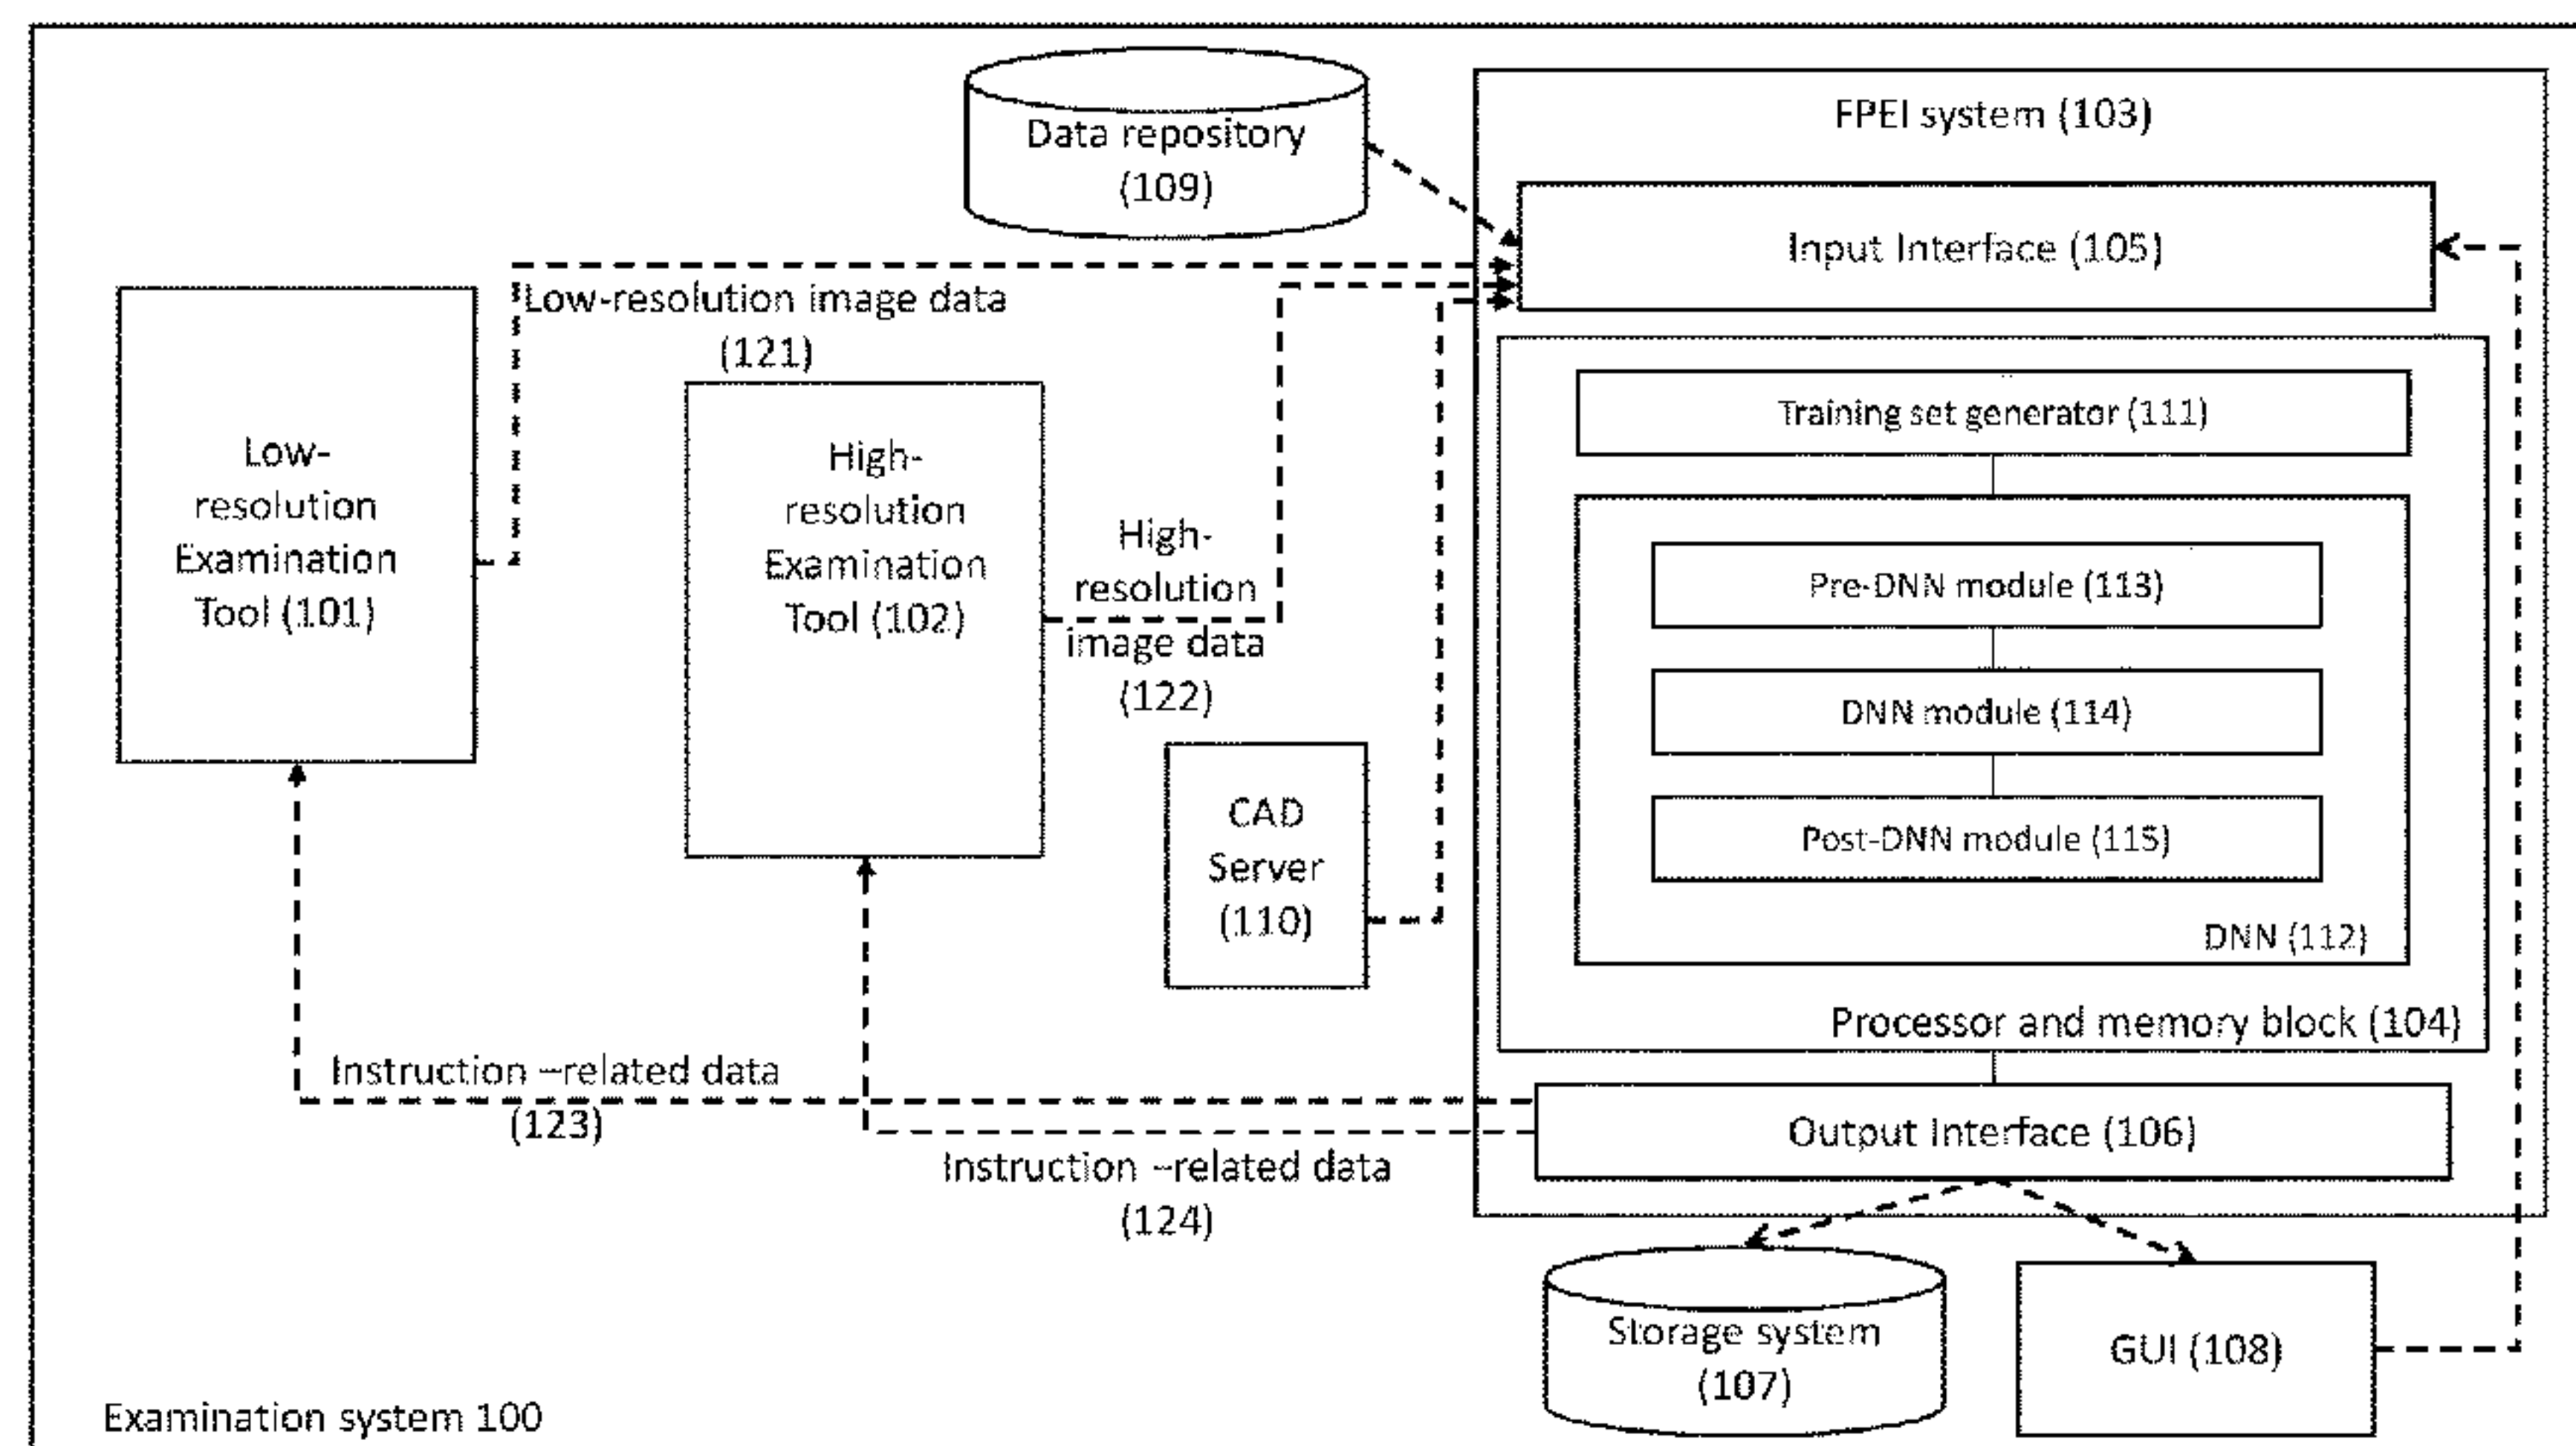 Data repository
(109)
FPEI system (103)
Input Interface (105)
Low-resolution image data
(121)
Low-
resolution
Examination
Tool (101)
High-
resolution
Examination
Tool (102)
High-
resolution
image data
(122)
CAD
Server
(110)
Training set generator (111)
Pre-DNN module (113)
DNN module (114)
Post-DNN module (115)
DNN (112)
Processor and memory block (104)
Instruction –related data
(123)
Output Interface (106)
Instruction –related data
(124)
Storage system
(107)
GUI (108)
Examination system 100